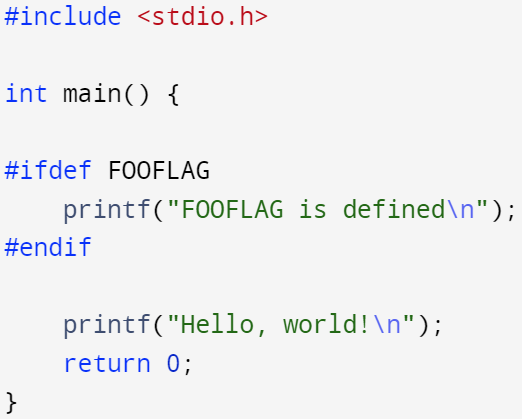 #include <stdio.h>
int main() {
#ifdef FOOFLAG
    printf("FOOFLAG is defined\n");
#endif
    printf("Hello, world!\n");
    return 0;
}